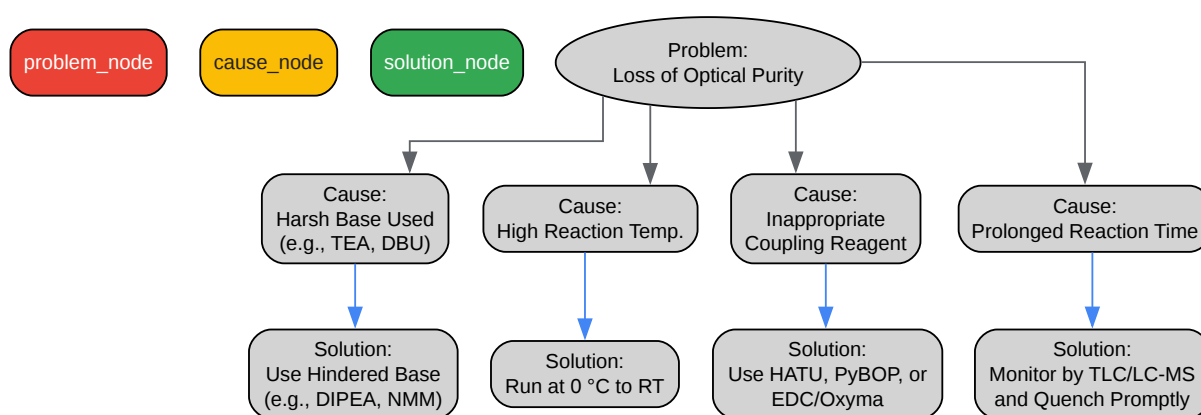 problem_node
cause_node
solution_node
Problem:
Loss of Optical Purity
Cause:
Harsh Base Used
(e.g., TEA, DBU)
Cause:
High Reaction Temp.
Cause:
Inappropriate
Coupling Reagent
Cause:
Prolonged Reaction Time
Solution:
Use Hindered Base
(e.g., DIPEA, NMM)
Solution:
Run at 0 °C to RT
Solution:
Use HATU, PyBOP, or
EDC/Oxyma
Solution:
Monitor by TLC/LC-MS
and Quench Promptly